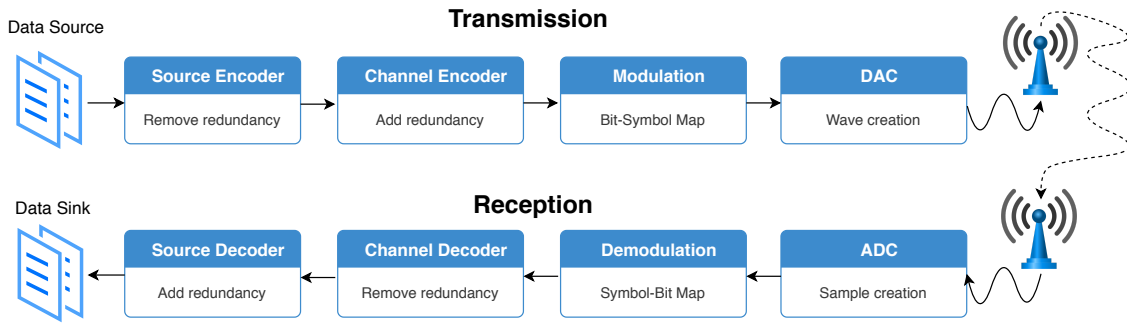 Transmission
Data Source
Source Encoder
Remove redundancy
Channel Encoder
Add redundancy
Modulation
Bit-Symbol Map
DAC
Wave creation
Reception
Data Sink
Source Decoder
Add redundancy
Channel Decoder
Remove redundancy
Demodulation
Symbol-Bit Map
ADC
Sample creation